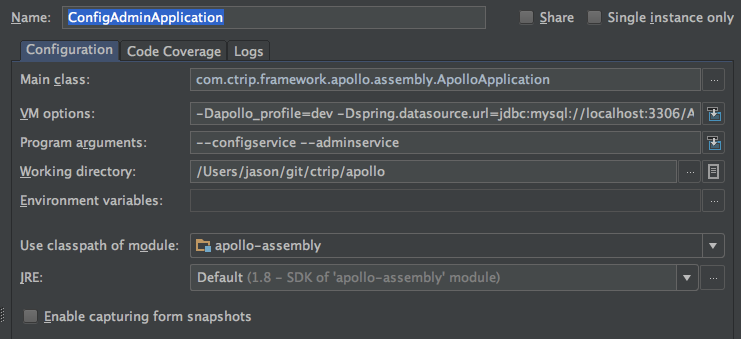 Name: ConfigAdminApplication Share Single instance only
Configuration Code Coverage Logs
Main class: com.ctrip.framework.apollo.assembly.ApolloApplication ...
VM options: -Dapollo_profile=dev -Dspring.datasource.url=jdbc:mysql://localhost:3306/A
Program arguments: --configservice --adminservice
Working directory: /Users/jason/git/ctrip/apollo ...
Environment variables: ...
Use classpath of module: apollo-assembly
JRE: Default (1.8 - SDK of 'apollo-assembly' module) ...
Enable capturing form snapshots